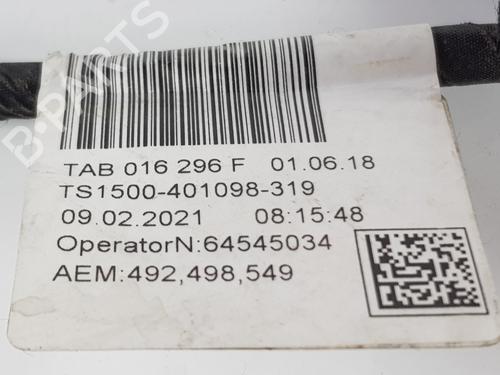 B-PARTS
TAB 016 296 F 01.06.18
TS1500-401098-319
09.02.2021 08:15:48
OperatorN:64545034
AEM:492,498,549